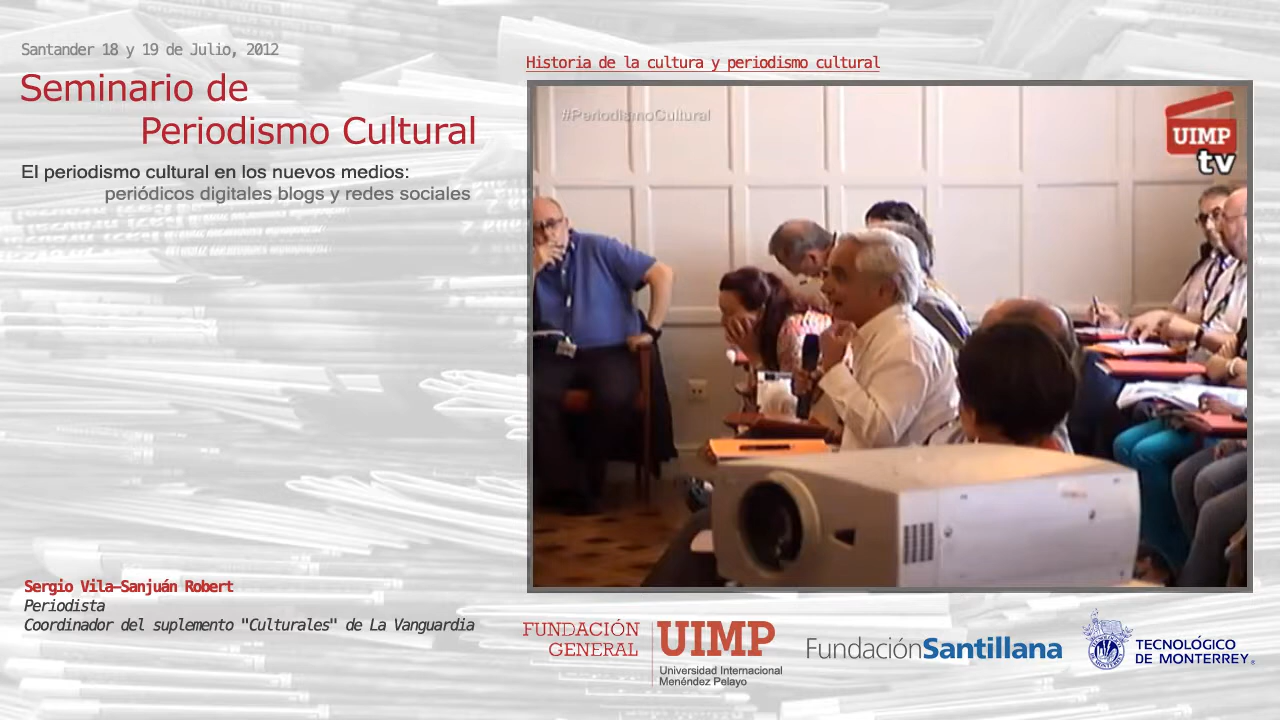 Santander 18 y 19 de Julio, 2012
Seminario de
Periodismo Cultural
El periodismo cultural en los nuevos medios:
periódicos digitales blogs y redes sociales
Historia de la cultura y periodismo cultural
#PeriodismoCultural
UIMP
tv
Sergio Vila-Sanjuán Robert
Periodista
Coordinador del suplemento "Culturales" de La Vanguardia
FUNDACIÓN
GENERAL
UIMP
Universidad Internacional
Menéndez Pelayo
FundaciónSantillana
TECNOLÓGICO
DE MONTERREY®